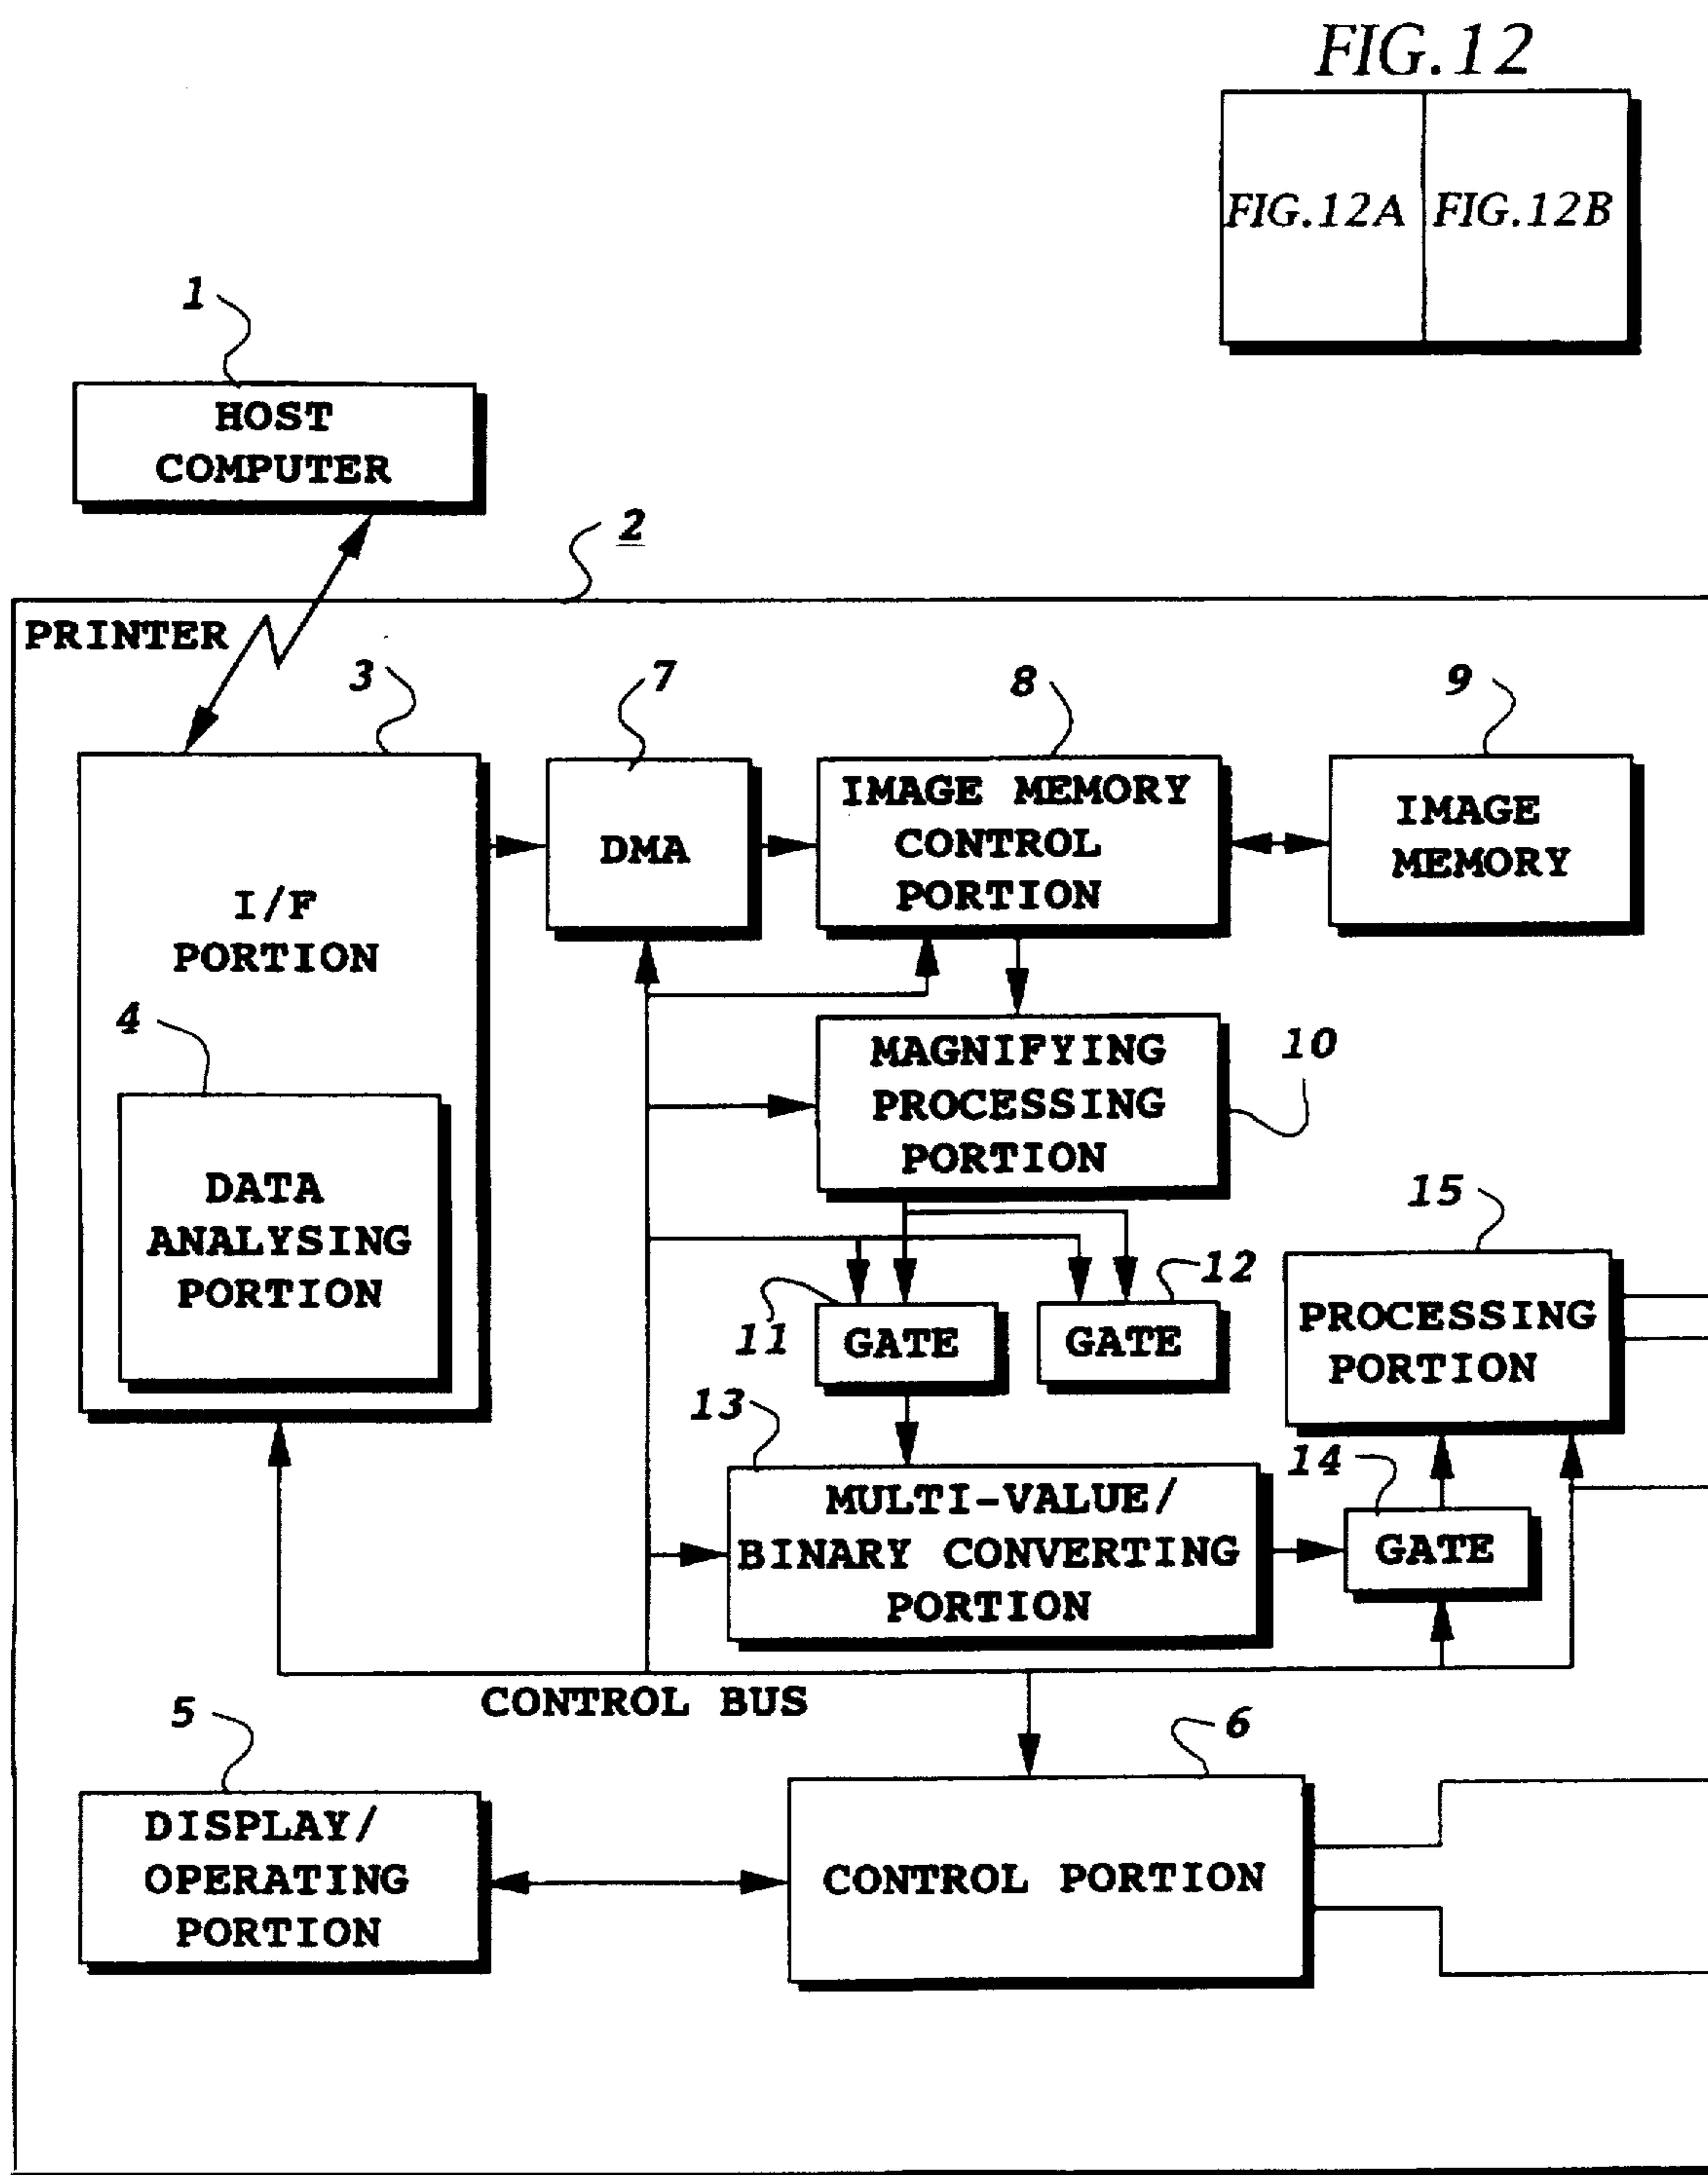 FIG.12
FIG.12A FIG.12B
1
HOST
COMPUTER
2
PRINTER
3
7
8
9
I/F
PORTION
DMA
IMAGE MEMORY
CONTROL
PORTION
IMAGE
MEMORY
4
DATA
ANALYSING
PORTION
MAGNIFYING
PROCESSING
PORTION
10
11
GATE
12
GATE
15
PROCESSING
PORTION
13
MULTI-VALUE/
BINARY CONVERTING
PORTION
14
GATE
CONTROL BUS
5
DISPLAY/
OPERATING
PORTION
6
CONTROL PORTION